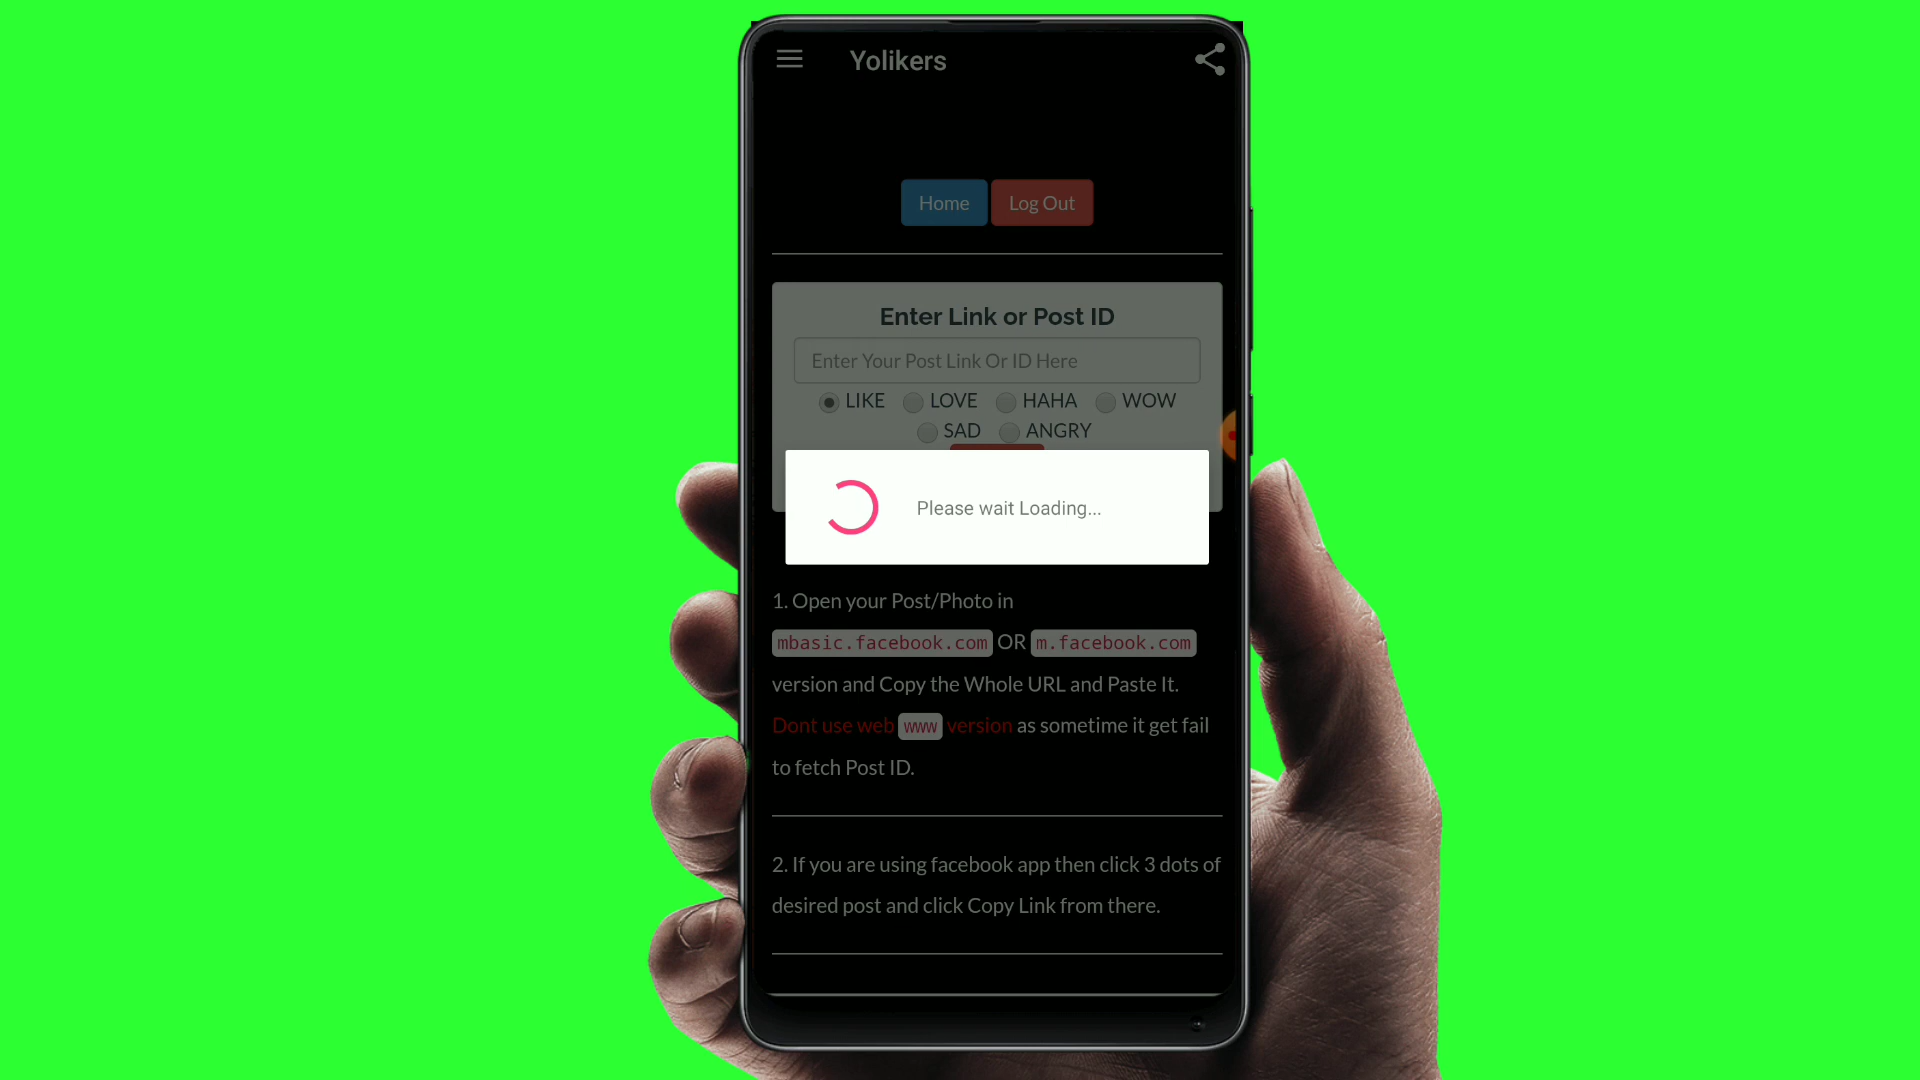 Yolikers
Home Log Out
Enter Link or Post ID
Enter Your Post Link Or ID Here
LIKE LOVE HAHA WOW
SAD ANGRY
Please wait Loading...
1. Open your Post/Photo in
mbasic.facebook.com OR m.facebook.com
version and Copy the Whole URL and Paste It.
Dont use web www version as sometime it get fail
to fetch Post ID.
2. If you are using facebook app then click 3 dots of
desired post and click Copy Link from there.